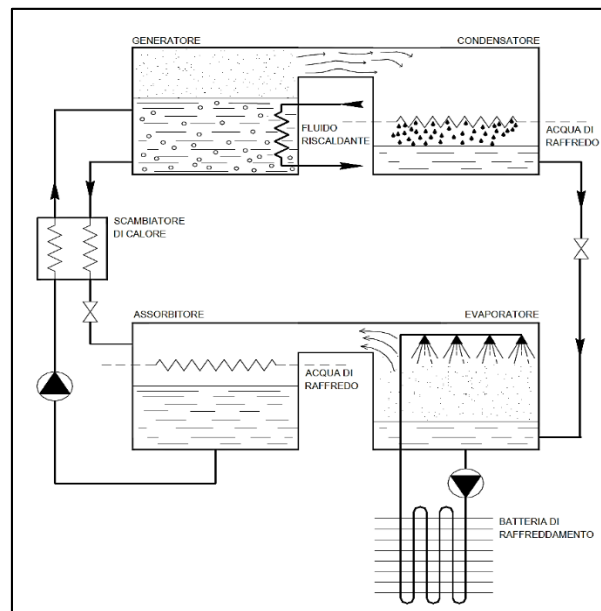 GENERATORE
CONDENSATORE
FLUIDO
RISCALDANTE
ACQUA DI
RAFFREDO
SCAMBIATORE
DI CALORE
ASSORBITORE
EVAPORATORE
ACQUA DI
RAFFREDO
BATTERIA DI
RAFFREDDAMENTO